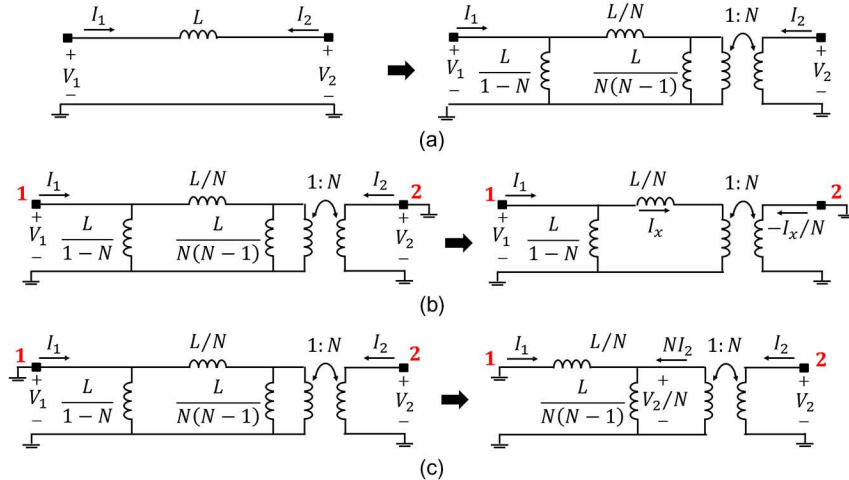 I₁ L I₂
+ V₁ −
+ V₂ −
I₁ L/N 1:N I₂
+ V₁ −
L/(1 − N)
L/(N(N − 1))
+ V₂ −
(a)
1 I₁ L/N 1:N I₂ 2
+ V₁ −
L/(1 − N)
L/(N(N − 1))
+ V₂ −
1 I₁ L/N 1:N 2
+ V₁ −
L/(1 − N)
Iₓ
−Iₓ/N
+ V₂ −
(b)
1 I₁ L/N 1:N I₂ 2
+ V₁ −
L/(1 − N)
L/(N(N − 1))
+ V₂ −
1 I₁ L/N NI₂ 1:N I₂ 2
L/(N(N − 1))
+ V₂/N −
+ V₂ −
(c)